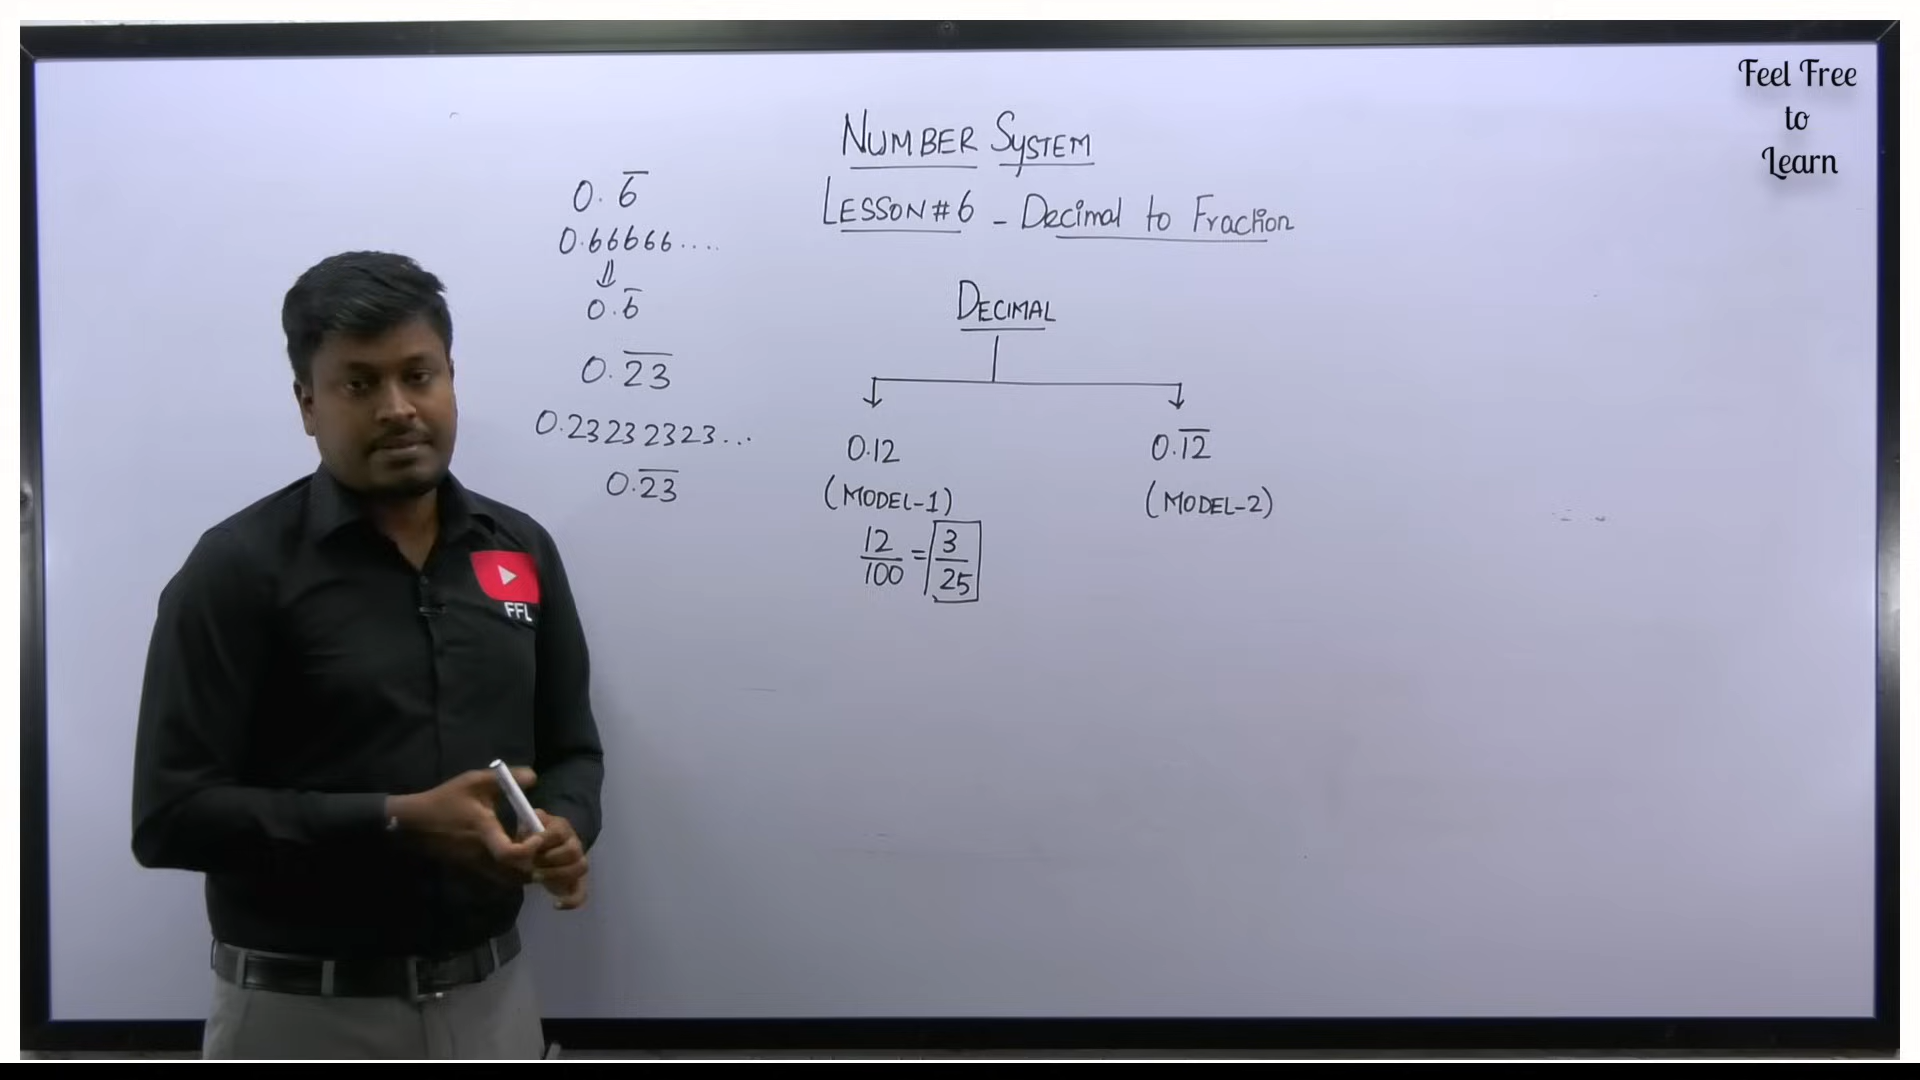 Feel Free
to
Learn
NUMBER SYSTEM
LESSON#6 - Decimal to Fraction
0.6̅
0.66666....
⇓
0.6̅
0.2̅3̅
0.23232323...
0.2̅3̅
DECIMAL
0.12
(MODEL-1)
12/100 = 3/25
0.1̅2̅
(MODEL-2)
FFL